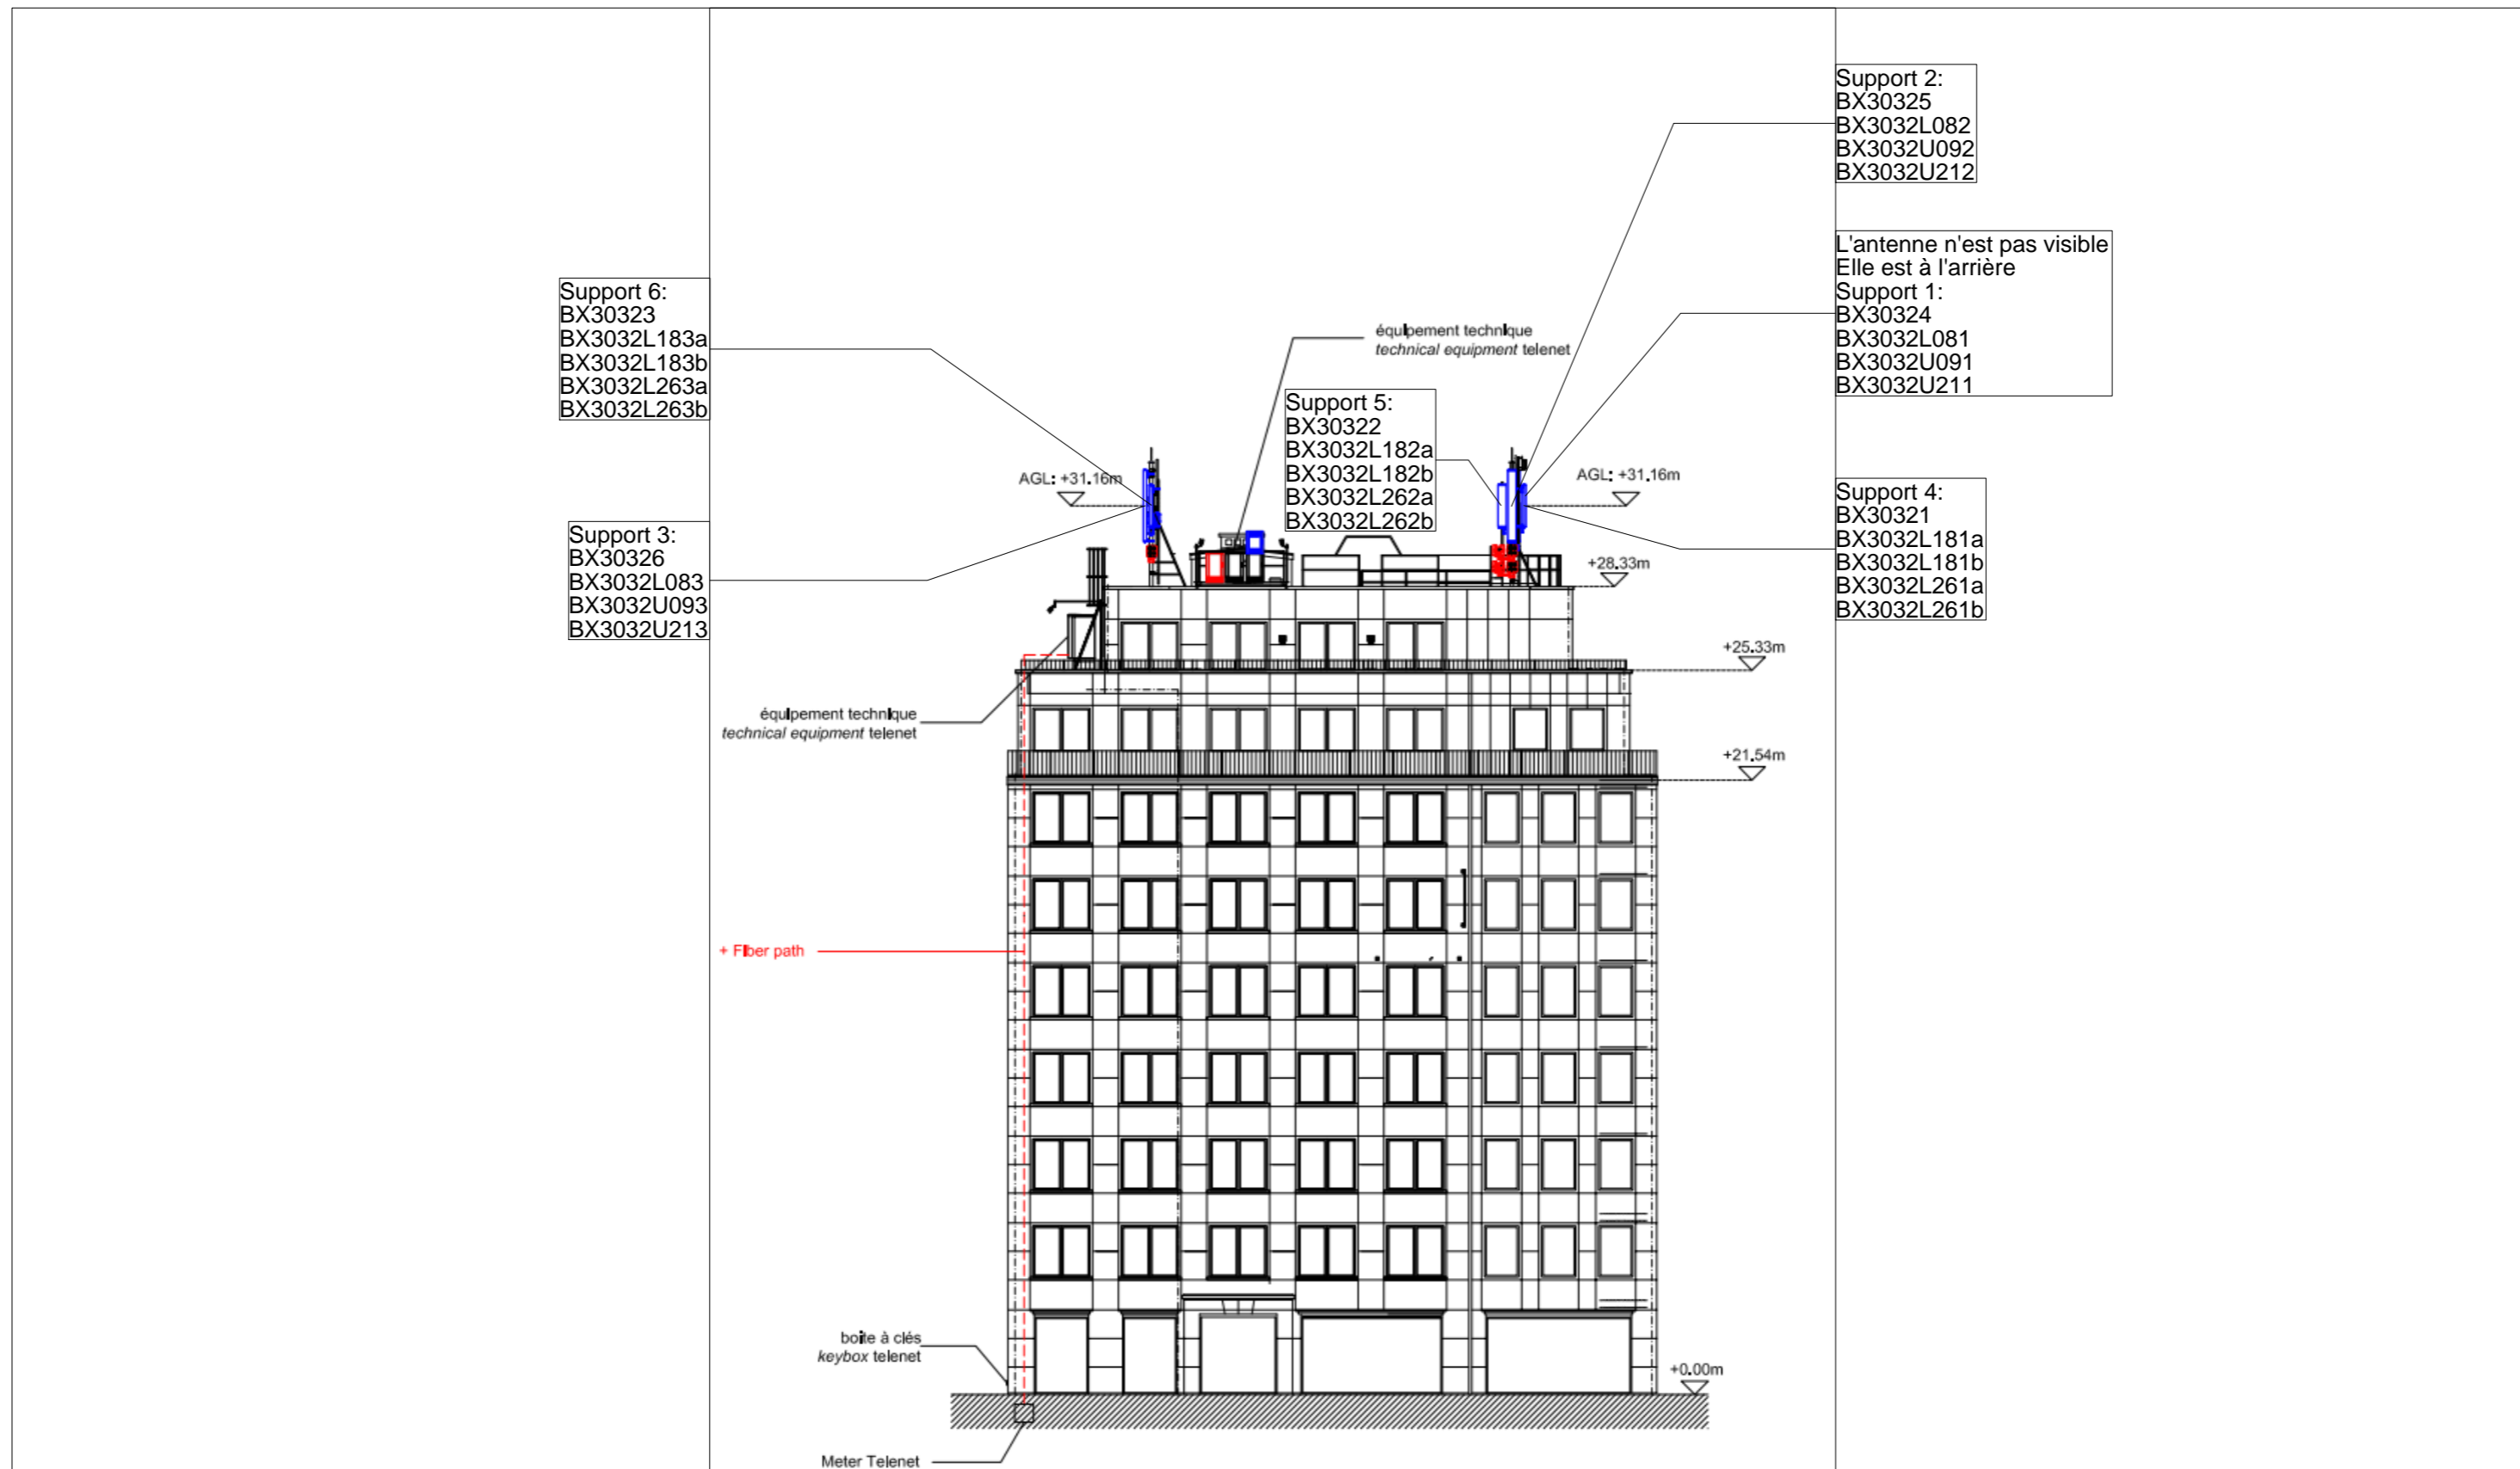 Support 2:
BX30325
BX3032L082
BX3032U092
BX3032U212
L'antenne n'est pas visible
Elle est à l'arrière
Support 1:
BX30324
BX3032L081
BX3032U091
BX3032U211
Support 6:
BX30323
BX3032L183a
BX3032L183b
BX3032L263a
BX3032L263b
équipement technique
technical equipment telenet
Support 5:
BX30322
BX3032L182a
BX3032L182b
BX3032L262a
BX3032L262b
AGL: +31.16m
AGL: +31.16m
Support 4:
BX30321
BX3032L181a
BX3032L181b
BX3032L261a
BX3032L261b
Support 3:
BX30326
BX3032L083
BX3032U093
BX3032U213
+28.33m
+25.33m
équipement technique
technical equipment telenet
+21.54m
+ Fiber path
boite à clés
keybox telenet
+0.00m
Meter Telenet